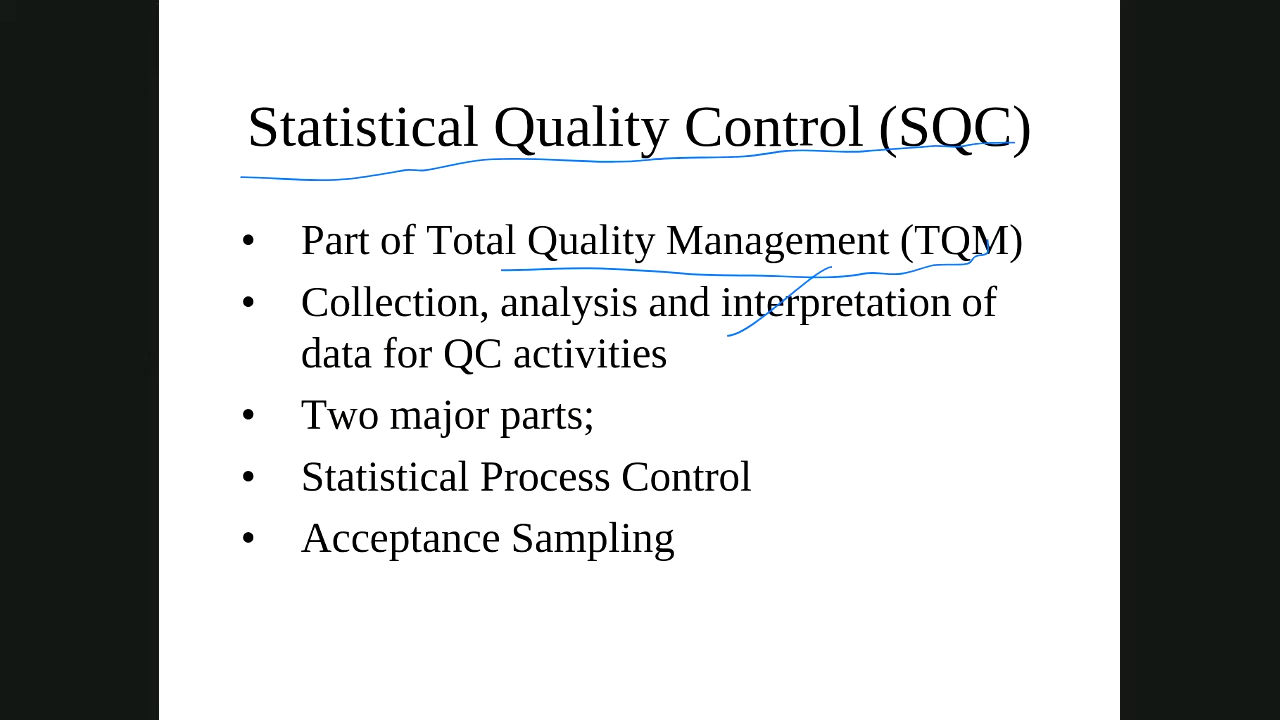 Statistical Quality Control (SQC)
• Part of Total Quality Management (TQM)
• Collection, analysis and interpretation of
data for QC activities
• Two major parts;
• Statistical Process Control
• Acceptance Sampling